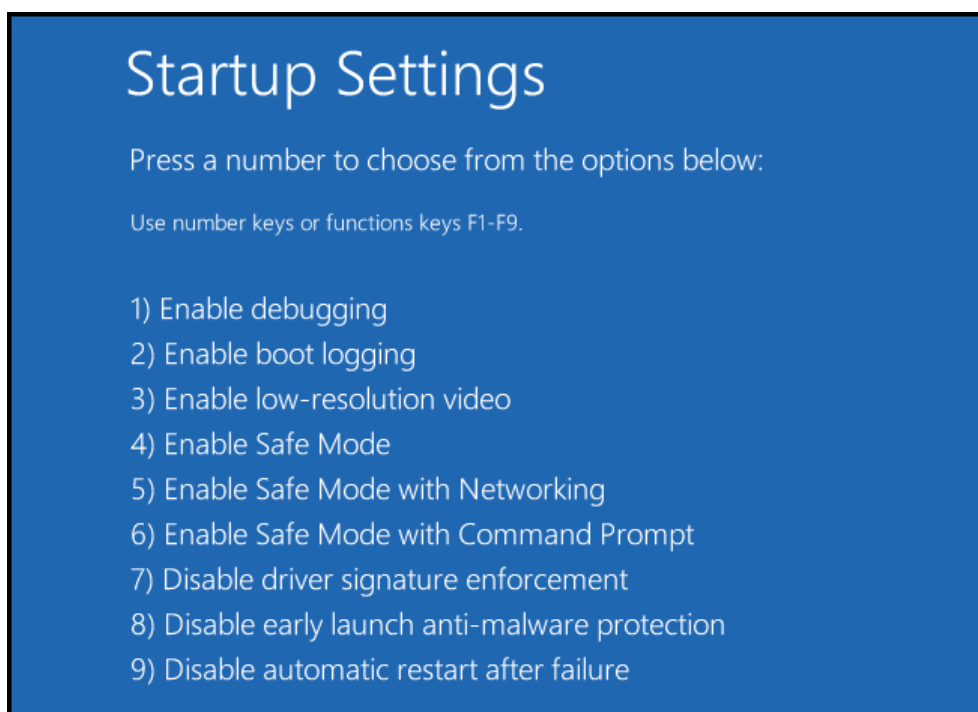 Startup Settings
Press a number to choose from the options below:
Use number keys or functions keys F1-F9.
1) Enable debugging
2) Enable boot logging
3) Enable low-resolution video
4) Enable Safe Mode
5) Enable Safe Mode with Networking
6) Enable Safe Mode with Command Prompt
7) Disable driver signature enforcement
8) Disable early launch anti-malware protection
9) Disable automatic restart after failure